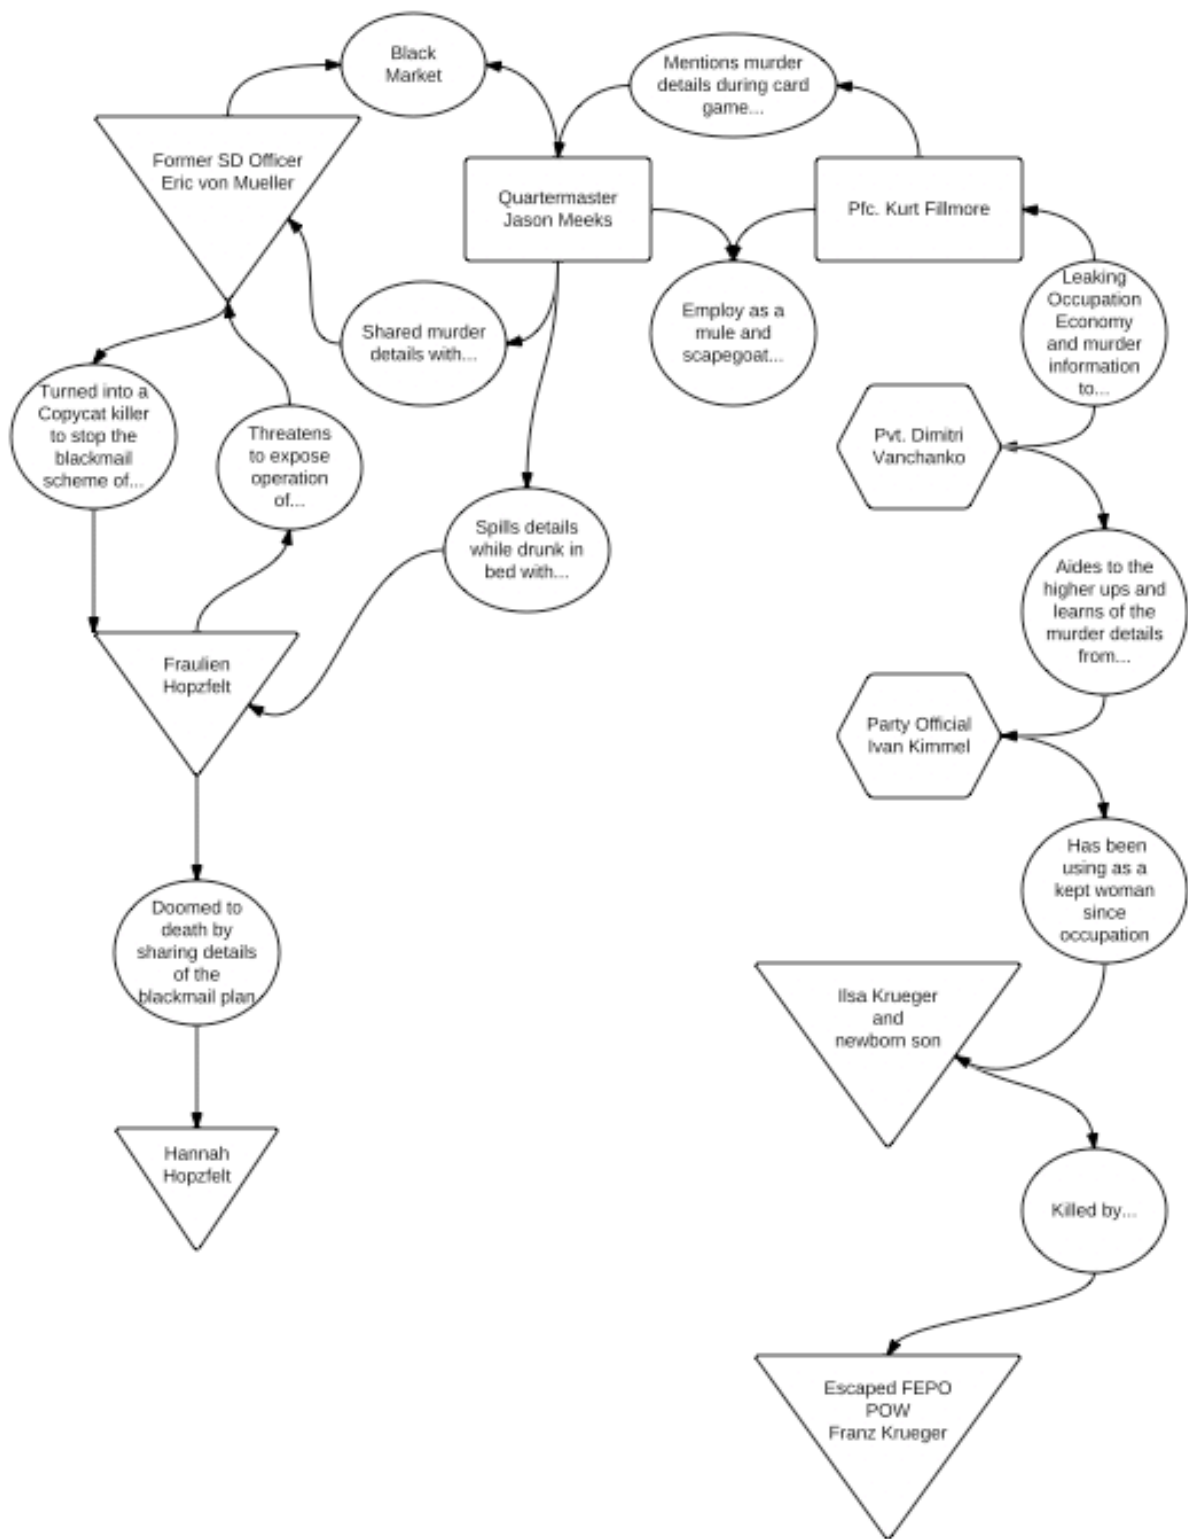 Black
Market
Mentions murder
details during card
game...
Former SD Officer
Eric von Mueller
Quartermaster
Jason Meeks
Pfc. Kurt Fillmore
Leaking
Occupation
Economy
and murder
information
to...
Shared murder
details with...
Employ as a
mule and
scapegoat...
Turned into a
Copycat killer
to stop the
blackmail
scheme of...
Threatens
to expose
operation
of...
Pvt. Dimitri
Vanchanko
Spills details
while drunk in
bed with...
Aides to the
higher ups and
learns of the
murder details
from...
Fraulien
Hopzfelt
Party Official
Ivan Kimmel
Has been
using as a
kept woman
since
occupation
Doomed to
death by
sharing details
of the
blackmail plan
Ilsa Krueger
and
newborn son
Hannah
Hopzfelt
Killed by...
Escaped FEPO
POW
Franz Krueger